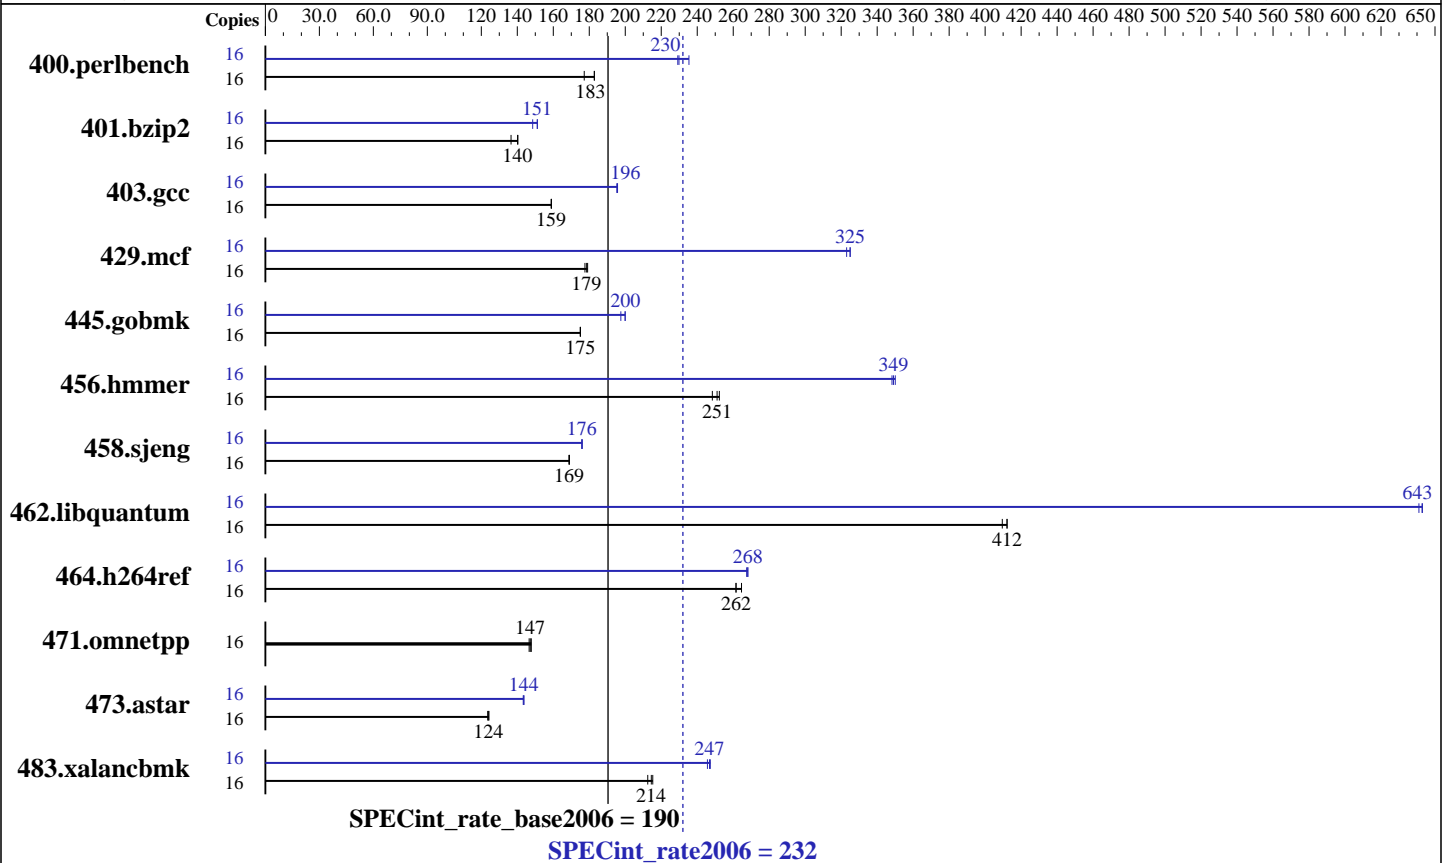 Copies 0 30.0 60.0 90.0 120 140 160 180 200 220 240 260 280 300 320 340 360 380 400 420 440 460 480 500 520 540 560 580 600 620 650
400.perlbench 16 230
16 183
401.bzip2 16 151
16 140
403.gcc 16 196
16 159
429.mcf 16 325
16 179
445.gobmk 16 200
16 175
456.hmmer 16 349
16 251
458.sjeng 16 176
16 169
462.libquantum 16 643
16 412
464.h264ref 16 268
16 262
471.omnetpp 16 147
473.astar 16 144
16 124
483.xalancbmk 16 247
16 214
SPECint_rate_base2006 = 190
SPECint_rate2006 = 232